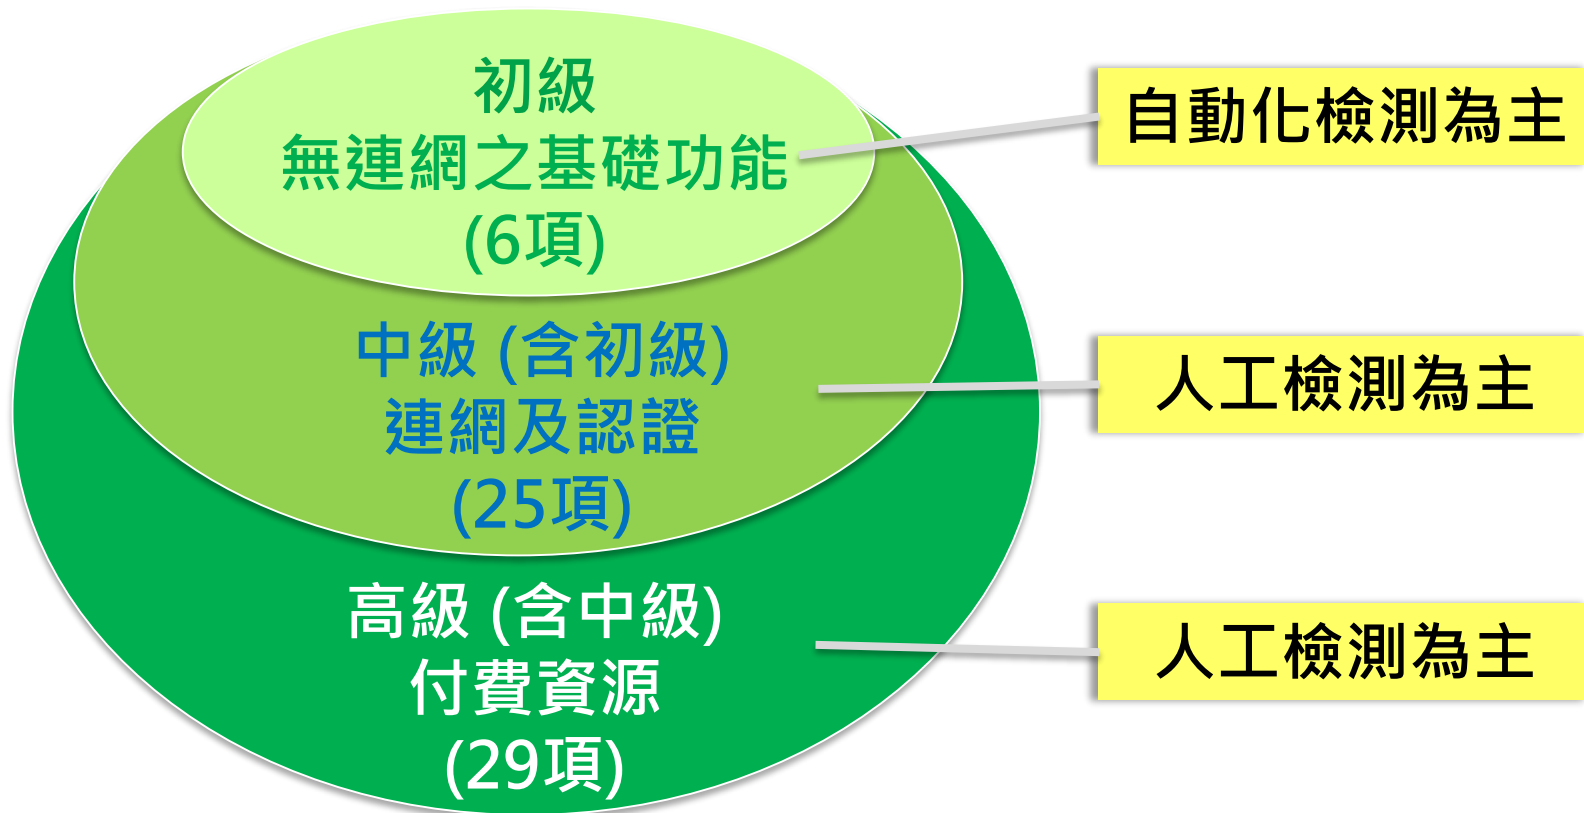 初級
無連網之基礎功能
(6項)
自動化檢測為主
中級 (含初級)
連網及認證
(25項)
人工檢測為主
高級 (含中級)
付費資源
(29項)
人工檢測為主